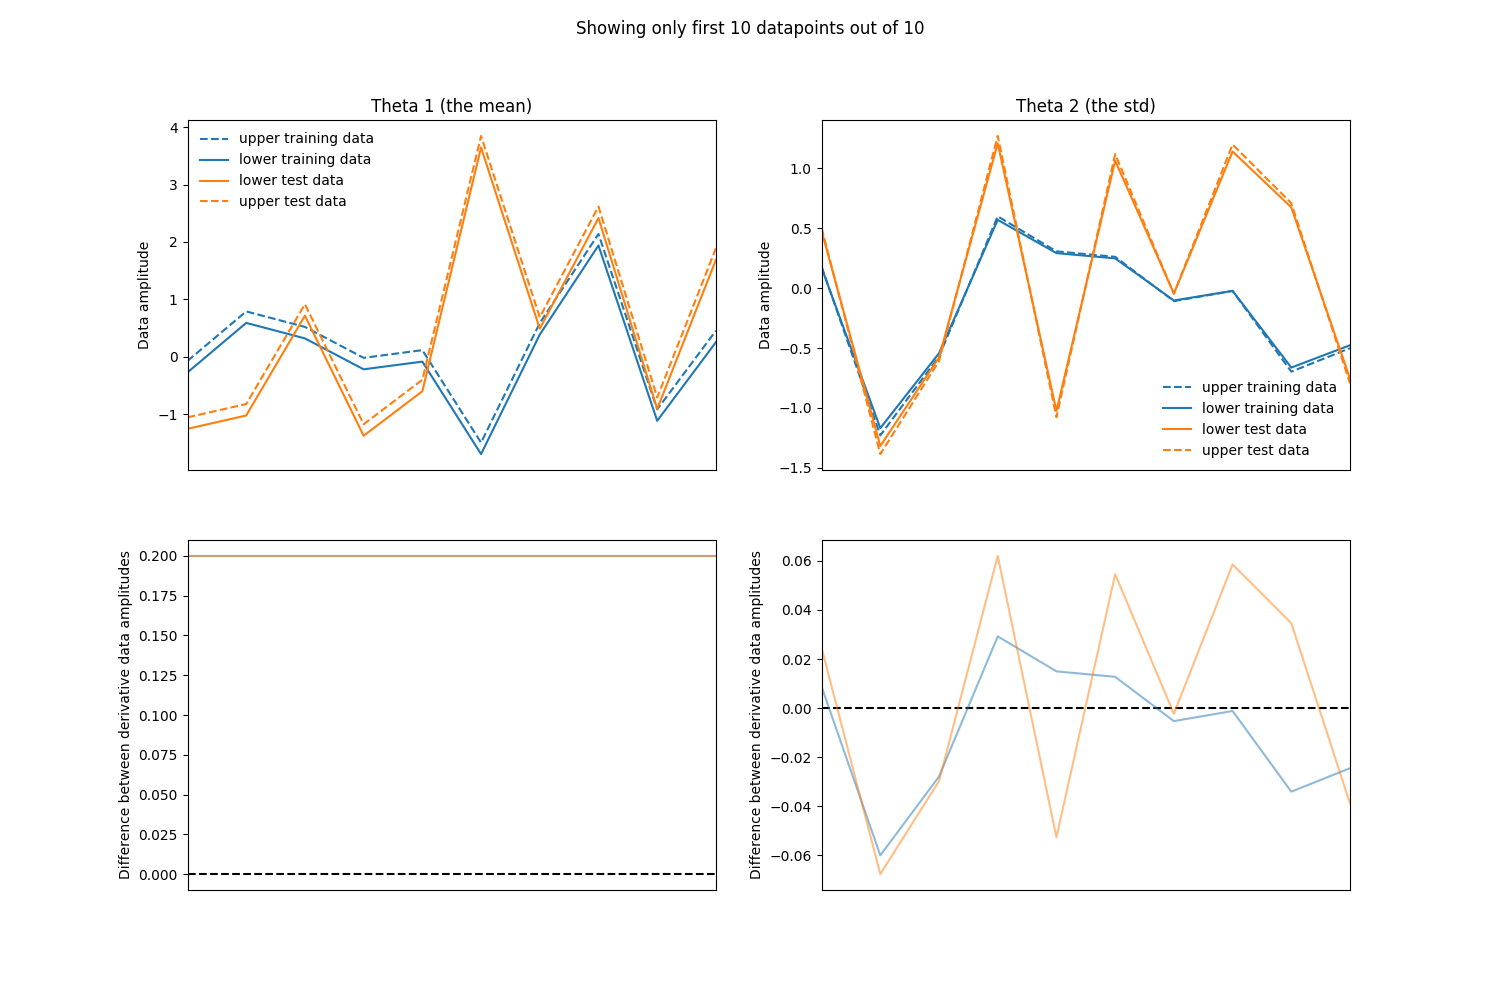 Showing only first 10 datapoints out of 10
Theta 1 (the mean)
Data amplitude
4
3
2
1
0
−1
upper training data
lower training data
lower test data
upper test data
Theta 2 (the std)
Data amplitude
1.0
0.5
0.0
−0.5
−1.0
−1.5
upper training data
lower training data
lower test data
upper test data
Difference between derivative data amplitudes
0.200
0.175
0.150
0.125
0.100
0.075
0.050
0.025
0.000
Difference between derivative data amplitudes
0.06
0.04
0.02
0.00
−0.02
−0.04
−0.06